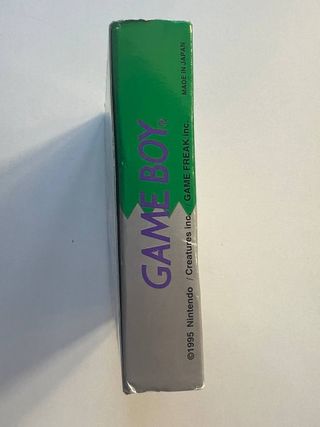 GAME BOY®
©1995 Nintendo / Creatures inc. GAME FREAK inc.
MADE IN JAPAN